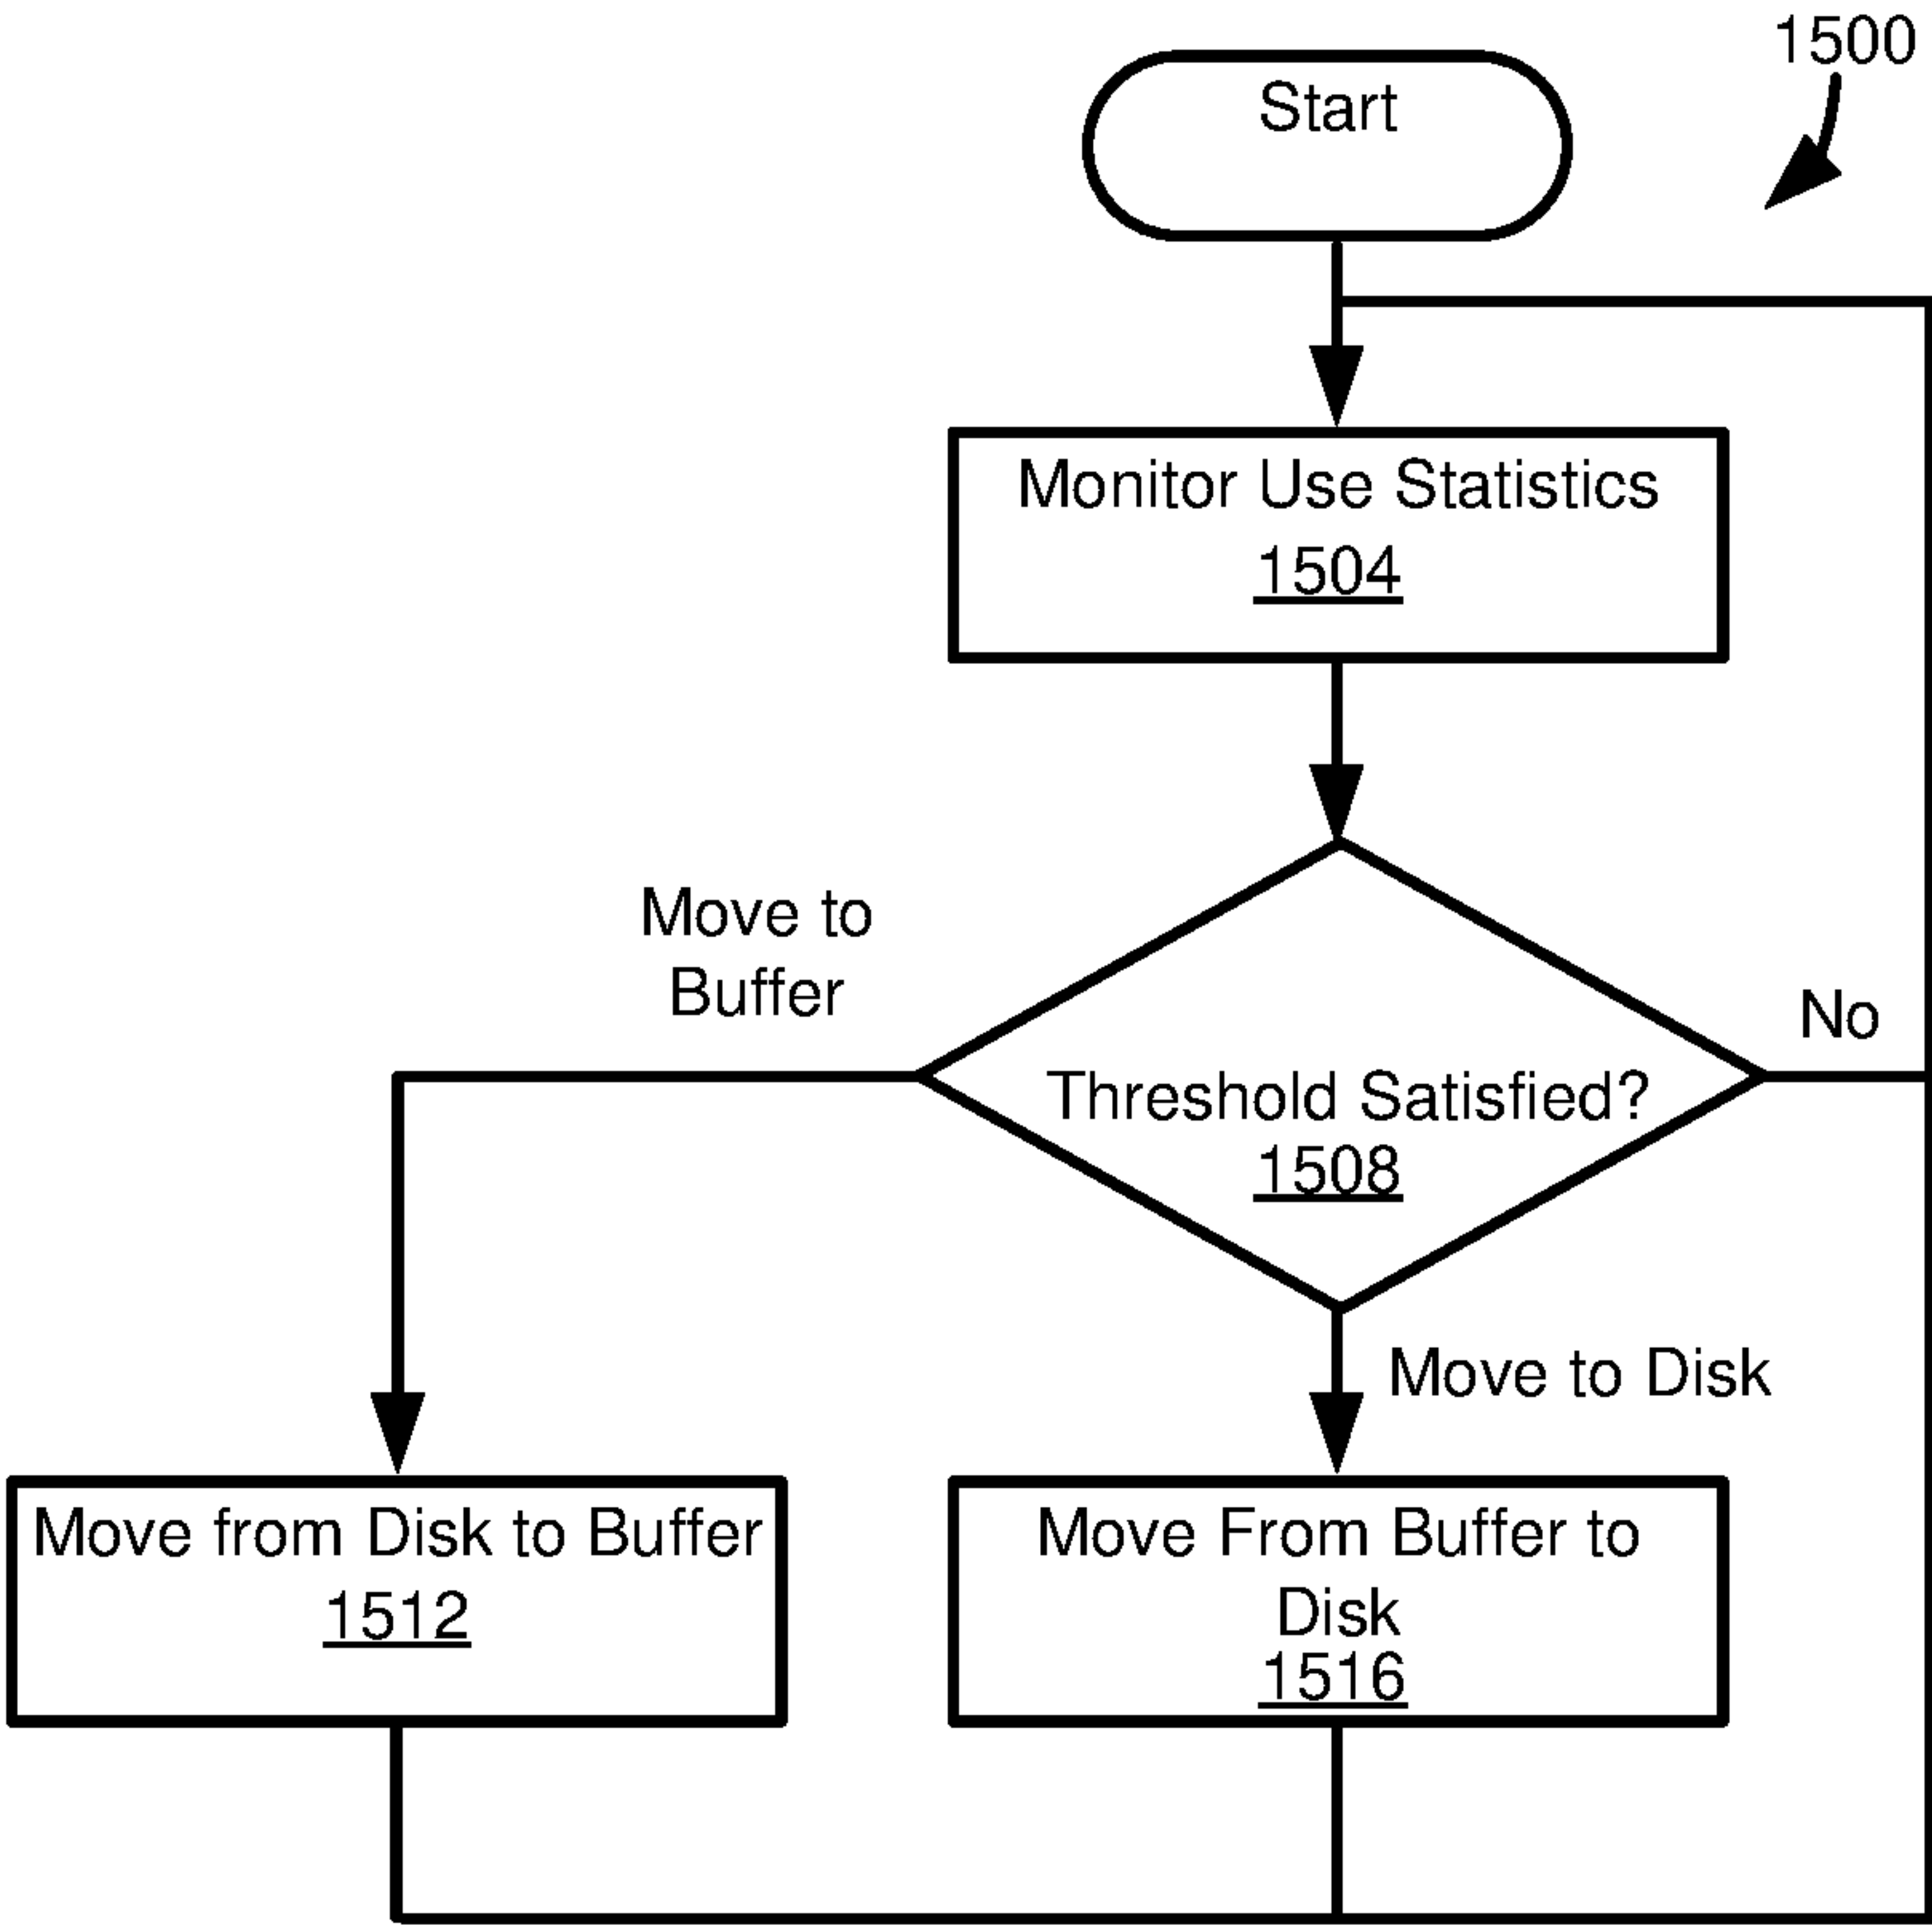 1500
Start
Monitor Use Statistics
1504
Move to
Buffer
No
Threshold Satisfied?
1508
Move to Disk
Move from Disk to Buffer
1512
Move From Buffer to
Disk
1516